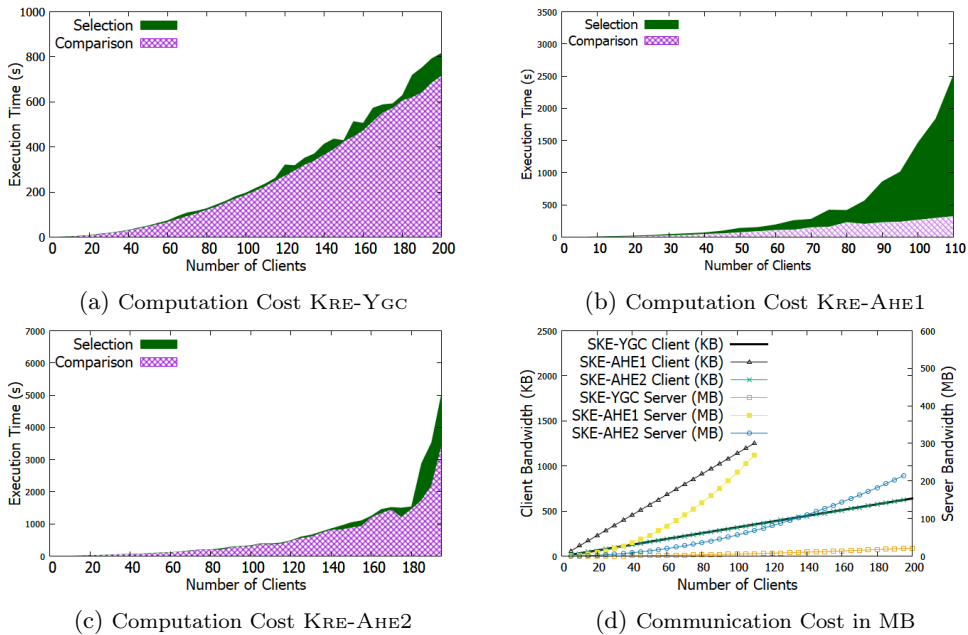 1000
800
600
400
200
0
Execution Time (s)
Selection
Comparison
0 20 40 60 80 100 120 140 160 180 200
Number of Clients
(a) Computation Cost KRE-YGC
3500
3000
2500
2000
1500
1000
500
0
Execution Time (s)
Selection
Comparison
0 10 20 30 40 50 60 70 80 90 100 110
Number of Clients
(b) Computation Cost KRE-AHE1
7000
6000
5000
4000
3000
2000
1000
0
Execution Time (s)
Selection
Comparison
0 20 40 60 80 100 120 140 160 180
Number of Clients
(c) Computation Cost KRE-AHE2
2500
2000
1500
1000
500
0
Client Bandwidth (KB)
SKE-YGC Client (KB)
SKE-AHE1 Client (KB)
SKE-AHE2 Client (KB)
SKE-YGC Server (MB)
SKE-AHE1 Server (MB)
SKE-AHE2 Server (MB)
600
500
400
300
200
100
0
Server Bandwidth (MB)
0 20 40 60 80 100 120 140 160 180 200
Number of Clients
(d) Communication Cost in MB